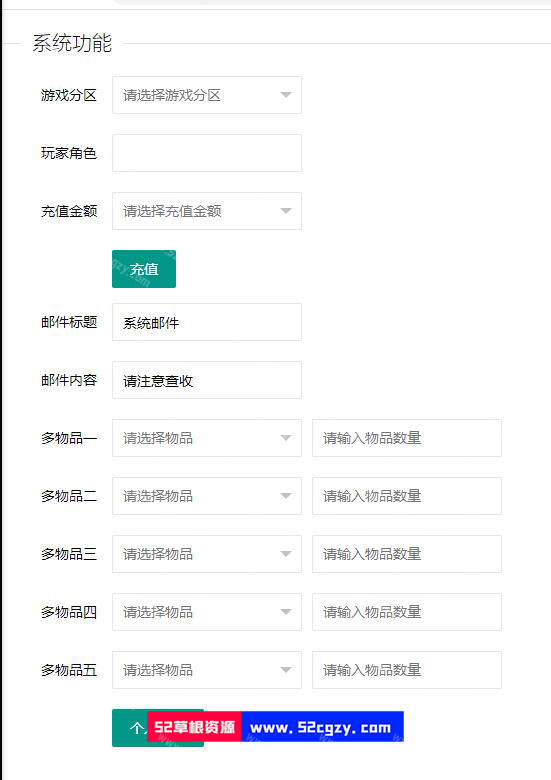 系统功能
游戏分区 请选择游戏分区
玩家角色
充值金额 请选择充值金额
充值
邮件标题 系统邮件
邮件内容 请注意查收
多物品一 请选择物品 请输入物品数量
多物品二 请选择物品 请输入物品数量
多物品三 请选择物品 请输入物品数量
多物品四 请选择物品 请输入物品数量
多物品五 请选择物品 请输入物品数量
个
52草根资源 www.52cgzy.com